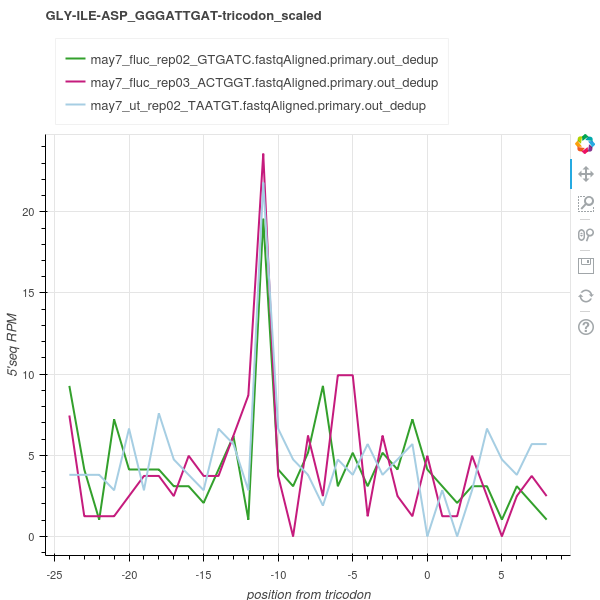 GLY-ILE-ASP_GGGATTGAT-tricodon_scaled
may7_fluc_rep02_GTGATC.fastqAligned.primary.out_dedup
may7_fluc_rep03_ACTGGT.fastqAligned.primary.out_dedup
may7_ut_rep02_TAATGT.fastqAligned.primary.out_dedup
5'seq RPM
20
15
10
5
0
-25 -20 -15 -10 -5 0 5
position from tricodon